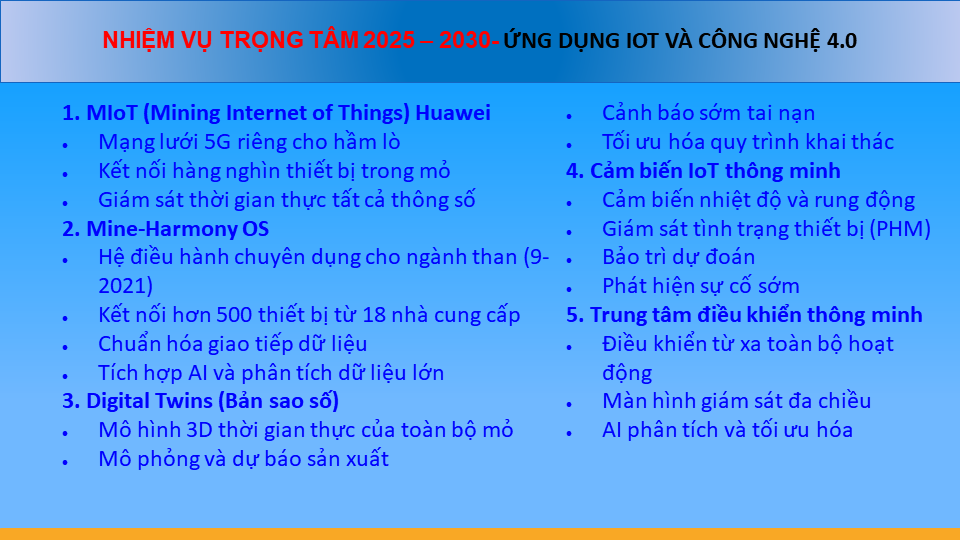 NHIỆM VỤ TRỌNG TÂM 2025 – 2030- ỨNG DỤNG IOT VÀ CÔNG NGHỆ 4.0
1. MIoT (Mining Internet of Things) Huawei
• Mạng lưới 5G riêng cho hầm lò
• Kết nối hàng nghìn thiết bị trong mỏ
• Giám sát thời gian thực tất cả thông số
2. Mine-Harmony OS
• Hệ điều hành chuyên dụng cho ngành than (9-
2021)
• Kết nối hơn 500 thiết bị từ 18 nhà cung cấp
• Chuẩn hóa giao tiếp dữ liệu
• Tích hợp AI và phân tích dữ liệu lớn
3. Digital Twins (Bản sao số)
• Mô hình 3D thời gian thực của toàn bộ mỏ
• Mô phỏng và dự báo sản xuất
• Cảnh báo sớm tai nạn
• Tối ưu hóa quy trình khai thác
4. Cảm biến IoT thông minh
• Cảm biến nhiệt độ và rung động
• Giám sát tình trạng thiết bị (PHM)
• Bảo trì dự đoán
• Phát hiện sự cố sớm
5. Trung tâm điều khiển thông minh
• Điều khiển từ xa toàn bộ hoạt
động
• Màn hình giám sát đa chiều
• AI phân tích và tối ưu hóa